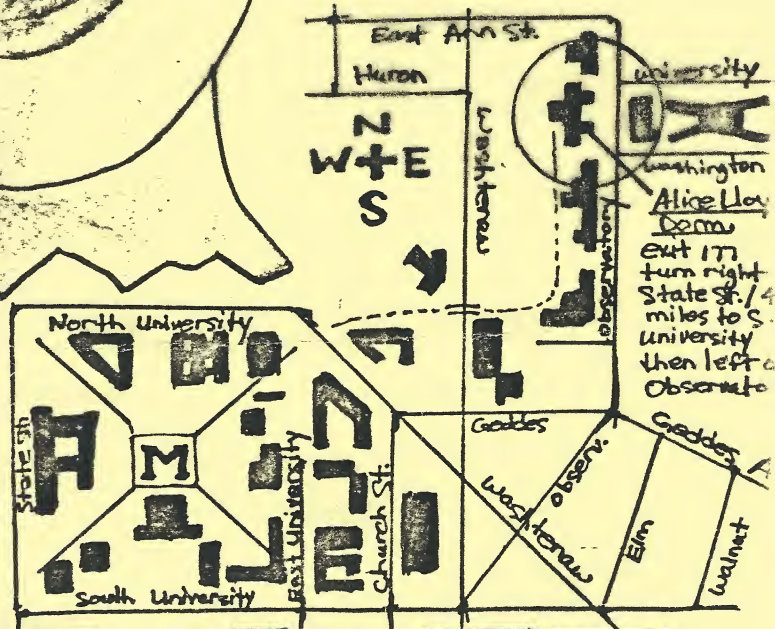 East Ann St.
Huron
university
N
W E
S
Washtenaw
Washington
Alice Llo
Dorm
exit 177
turn right
State St./
miles to S.
university
then left
Observato
observatory
North University
State St.
M
East University
Church St.
Geddes
Geddes
observ.
Washtenaw
Elm
Walnut
South University